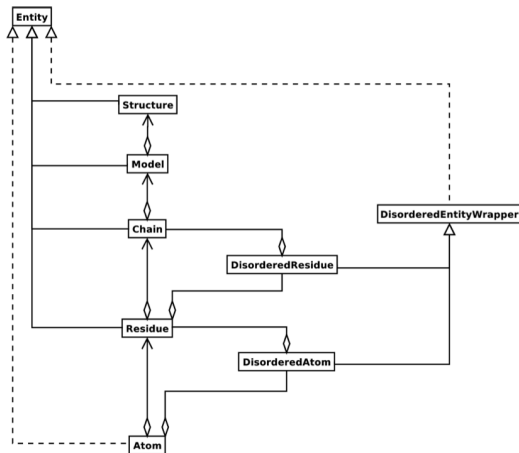 Entity
Structure
Model
Chain
DisorderedEntityWrapper
DisorderedResidue
Residue
DisorderedAtom
Atom